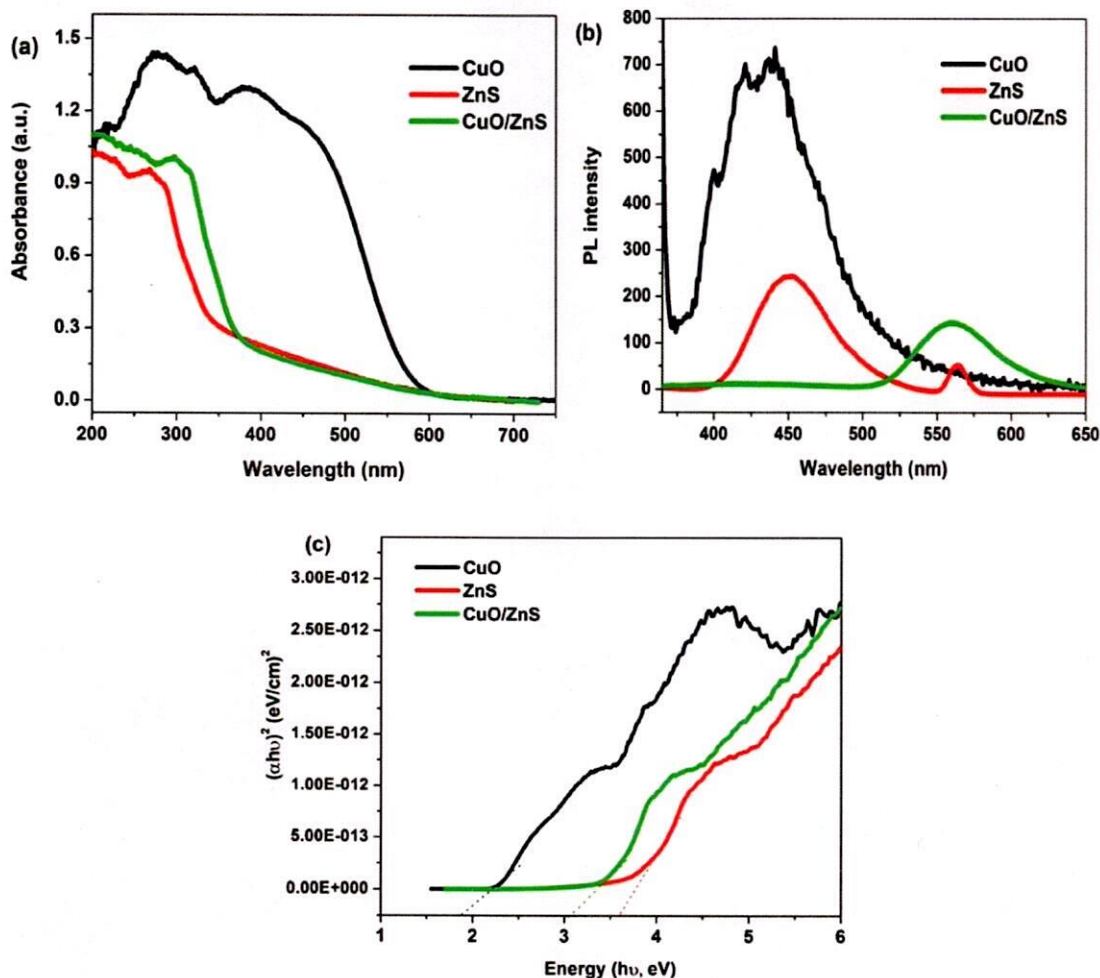 (a)
1.5
1.2
0.9
0.6
0.3
0.0
Absorbance (a.u.)
CuO
ZnS
CuO/ZnS
200 300 400 500 600 700
Wavelength (nm)
(b)
800
700
600
500
400
300
200
100
0
PL intensity
CuO
ZnS
CuO/ZnS
400 450 500 550 600 650
Wavelength (nm)
(c)
3.00E-012
2.50E-012
2.00E-012
1.50E-012
1.00E-012
5.00E-013
0.00E+000
(αhυ)² (eV/cm)²
CuO
ZnS
CuO/ZnS
1 2 3 4 5 6
Energy (hυ, eV)